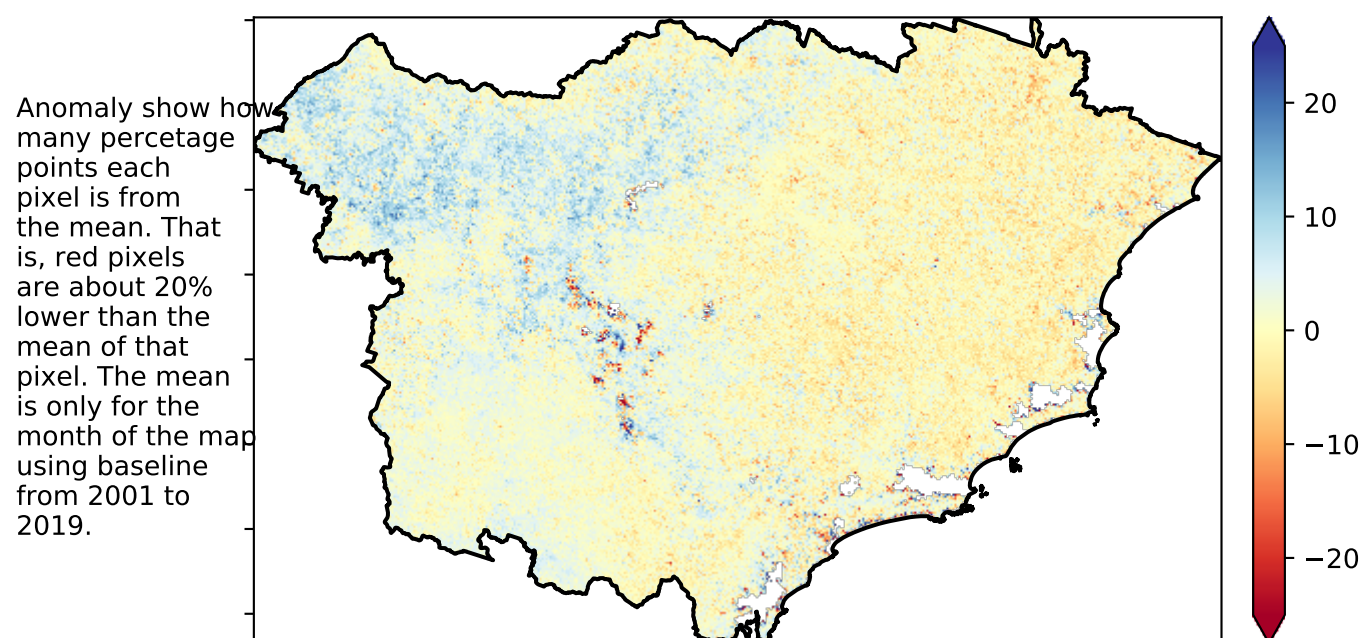 Anomaly show how
many percetage
points each
pixel is from
the mean. That
is, red pixels
are about 20%
lower than the
mean of that
pixel. The mean
is only for the
month of the map
using baseline
from 2001 to
2019.
20
10
0
−10
−20